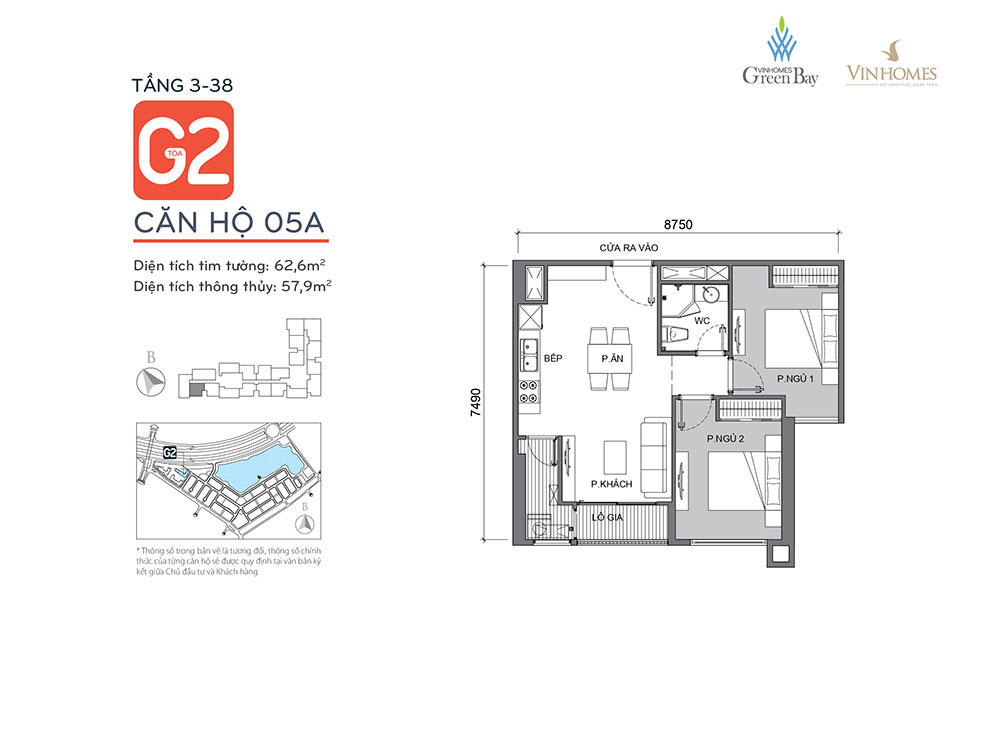 VINHOMES
Green Bay
VINHOMES
TẦNG 3-38
G2
TÒA
CĂN HỘ 05A
Diện tích tim tường: 62,6m²
Diện tích thông thủy: 57,9m²
B
G2
B
* Thông số trong bản vẽ là tương đối, thông số chính
thức của từng căn hộ sẽ được quy định tại văn bản ký
kết giữa Chủ đầu tư và Khách hàng
8750
CỬA RA VÀO
7490
WC
BẾP
P.ĂN
P.NGỦ 1
P.NGỦ 2
P.KHÁCH
LÔ GIA